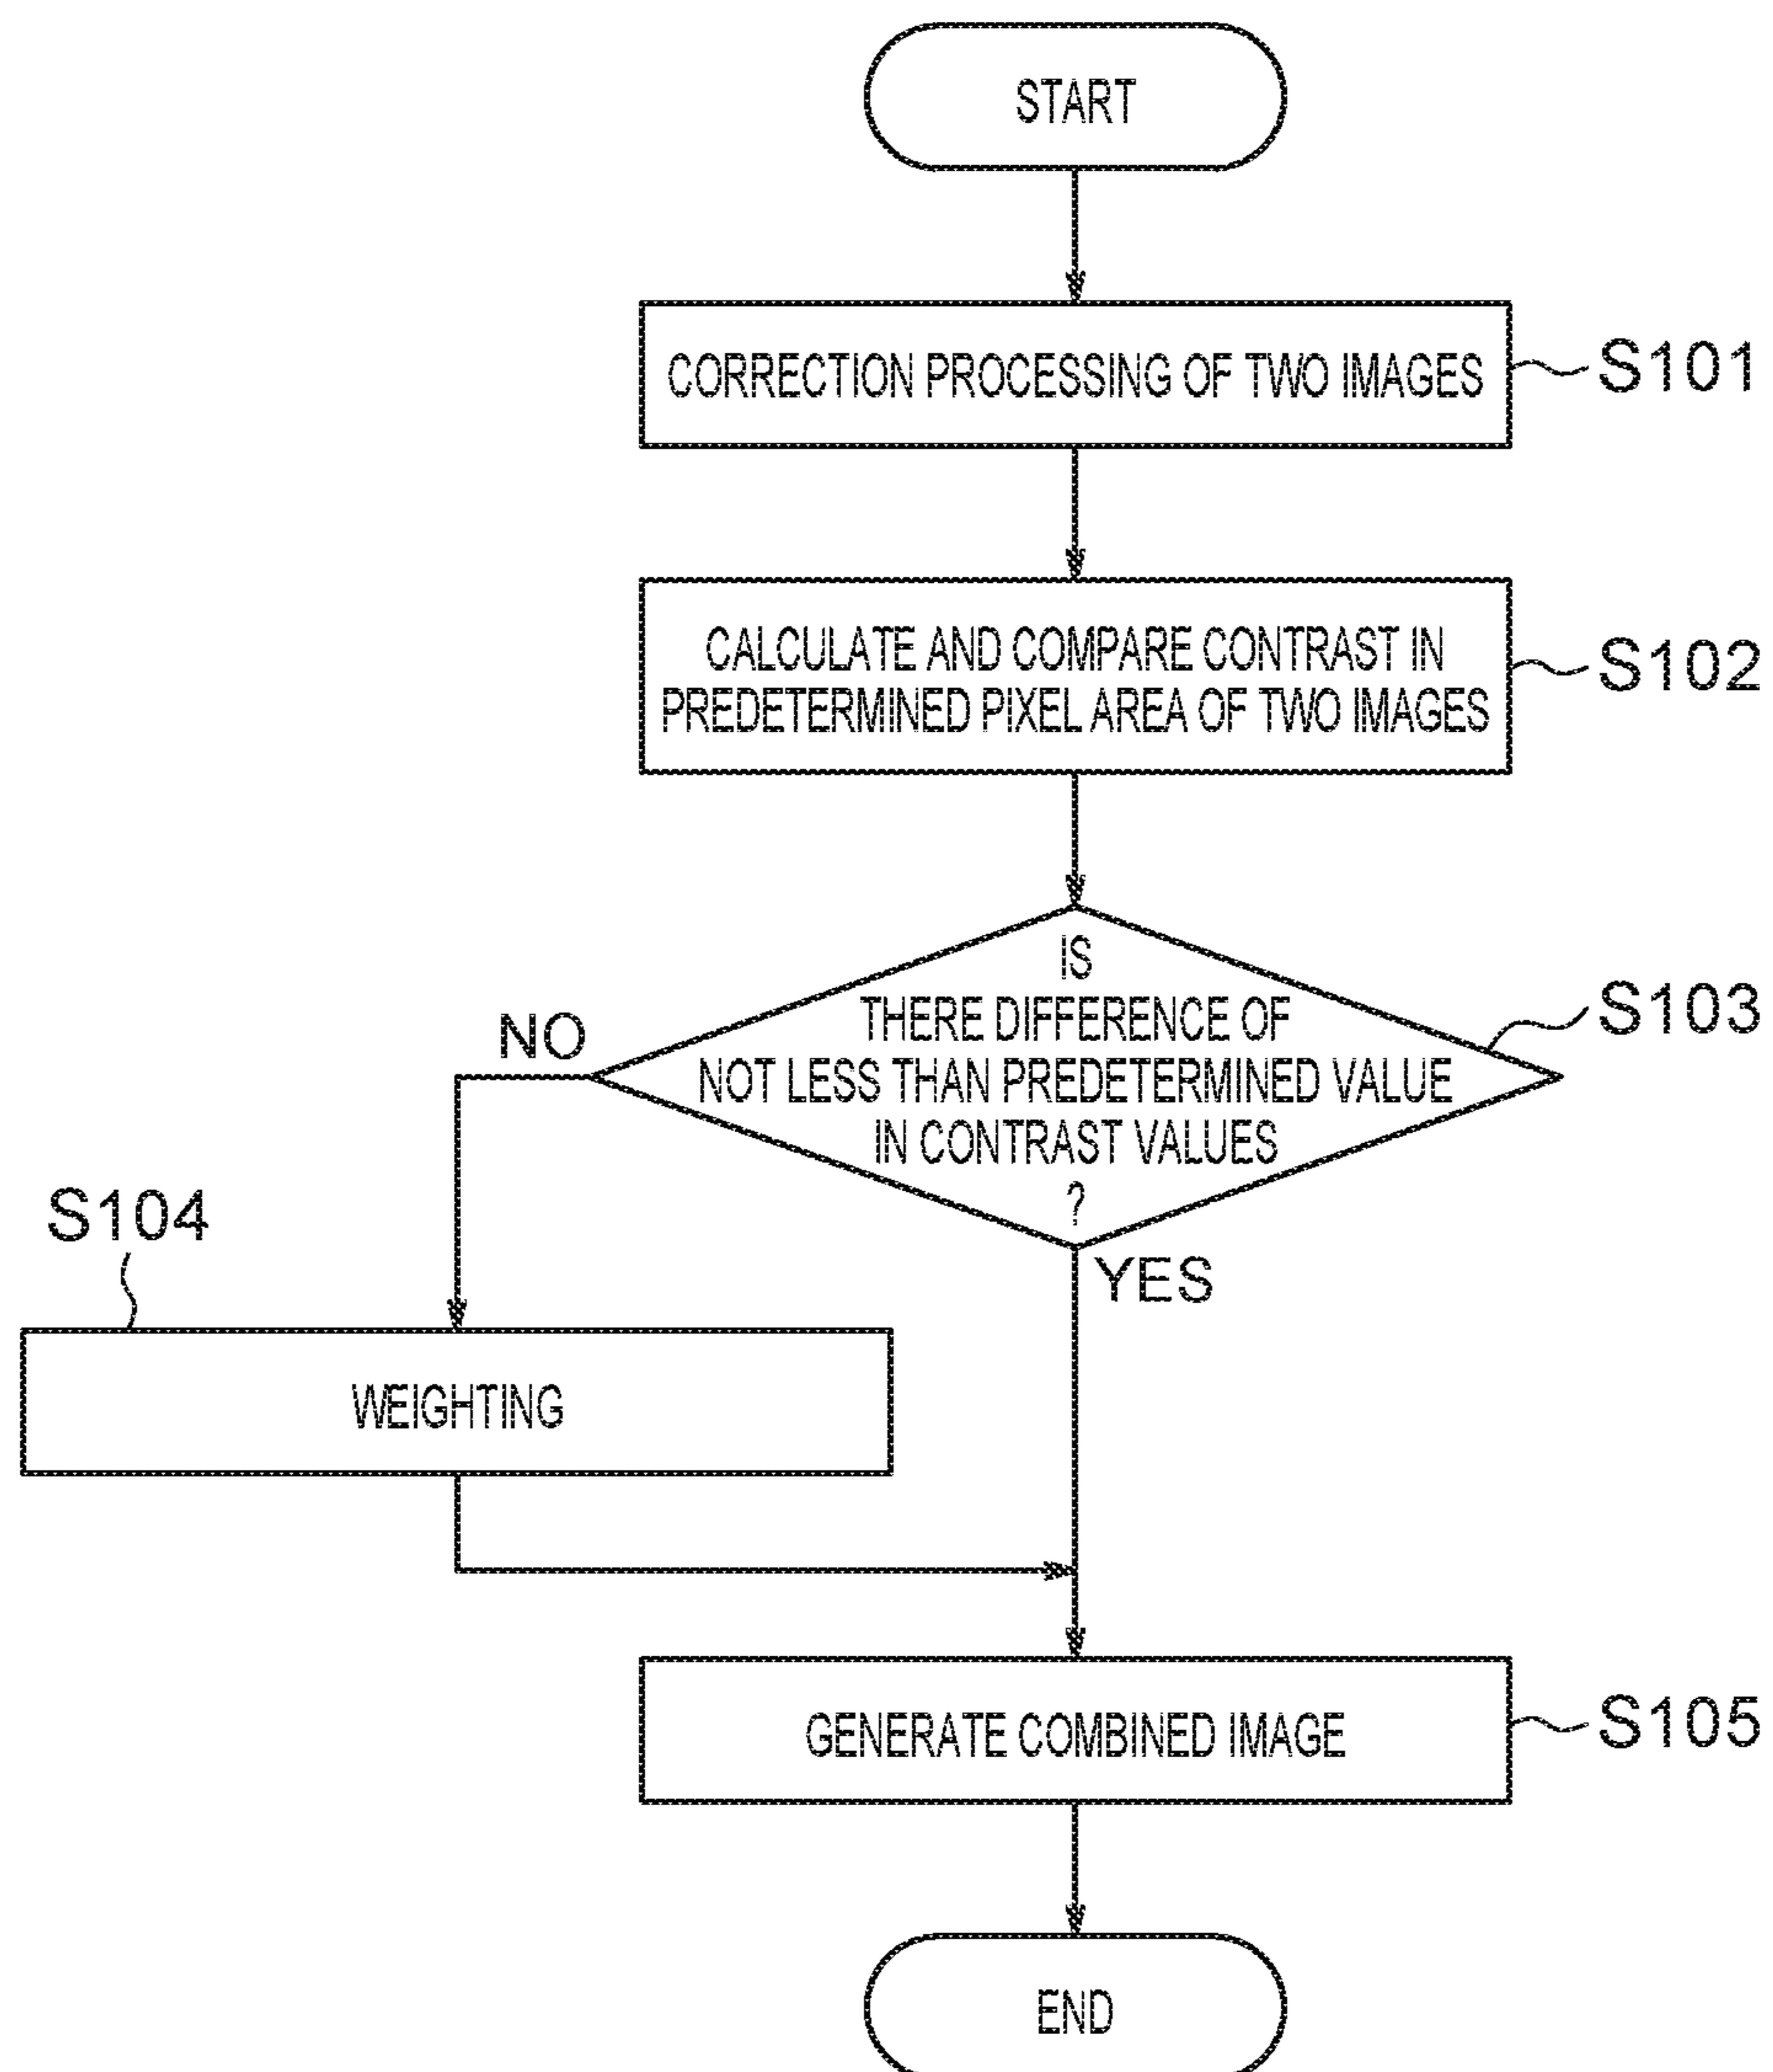 START
CORRECTION PROCESSING OF TWO IMAGES
S101
CALCULATE AND COMPARE CONTRAST IN
PREDETERMINED PIXEL AREA OF TWO IMAGES
S102
IS
THERE DIFFERENCE OF
NOT LESS THAN PREDETERMINED VALUE
IN CONTRAST VALUES
?
S103
NO
YES
S104
WEIGHTING
GENERATE COMBINED IMAGE
S105
END